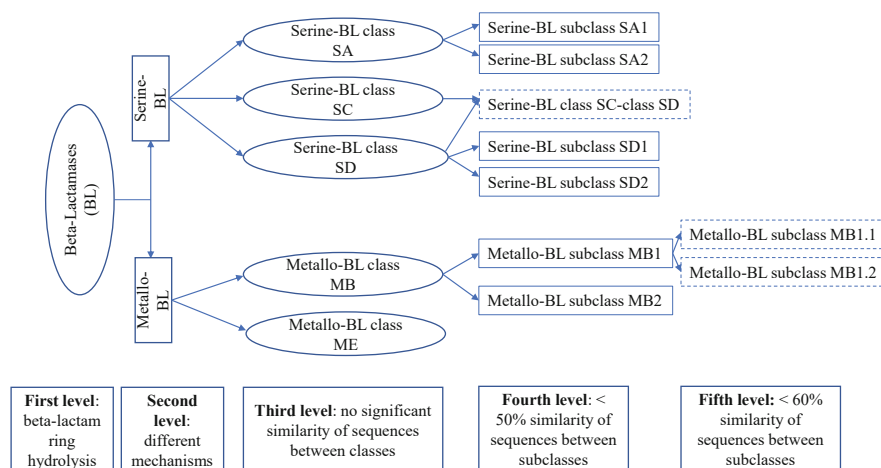 Beta-Lactamases
(BL)
Serine-
BL
Metallo-
BL
Serine-BL class
SA
Serine-BL class
SC
Serine-BL class
SD
Metallo-BL class
MB
Metallo-BL class
ME
Serine-BL subclass SA1
Serine-BL subclass SA2
Serine-BL class SC-class SD
Serine-BL subclass SD1
Serine-BL subclass SD2
Metallo-BL subclass MB1
Metallo-BL subclass MB2
Metallo-BL subclass MB1.1
Metallo-BL subclass MB1.2
First level:
beta-lactam
ring
hydrolysis
Second
level:
different
mechanisms
Third level: no significant
similarity of sequences
between classes
Fourth level: <
50% similarity of
sequences between
subclasses
Fifth level: < 60%
similarity of
sequences between
subclasses